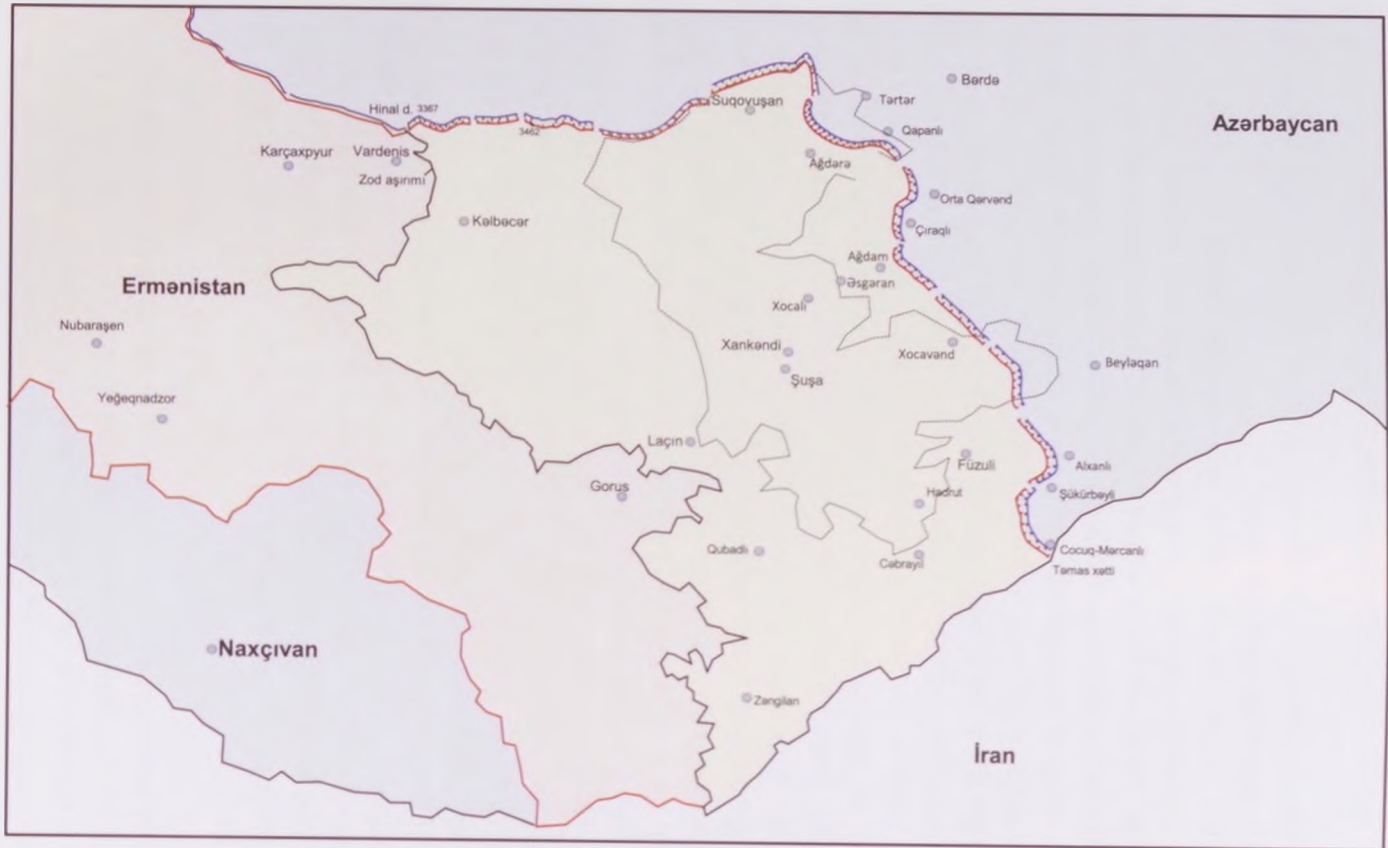 Bərdə
Tərtər
Hinal d. 3367
Suqovuşan
Azərbaycan
3462
Qapanlı
Karçaxpyur
Vardenis
Ağdərə
Zod aşırımı
Orta Qərvənd
Kəlbəcər
Çıraqlı
Ağdam
Ermənistan
Əsgəran
Xocalı
Nubaraşen
Xankəndi
Xocavənd
Beyləqan
Şuşa
Yeğeqnadzor
Laçın
Füzuli
Alxanlı
Gorus
Şükürbəyli
Hadrut
Qubadlı
Cəbrayıl
Cocuq-Mərcanlı
Təmas xətti
Naxçıvan
Zəngilan
İran